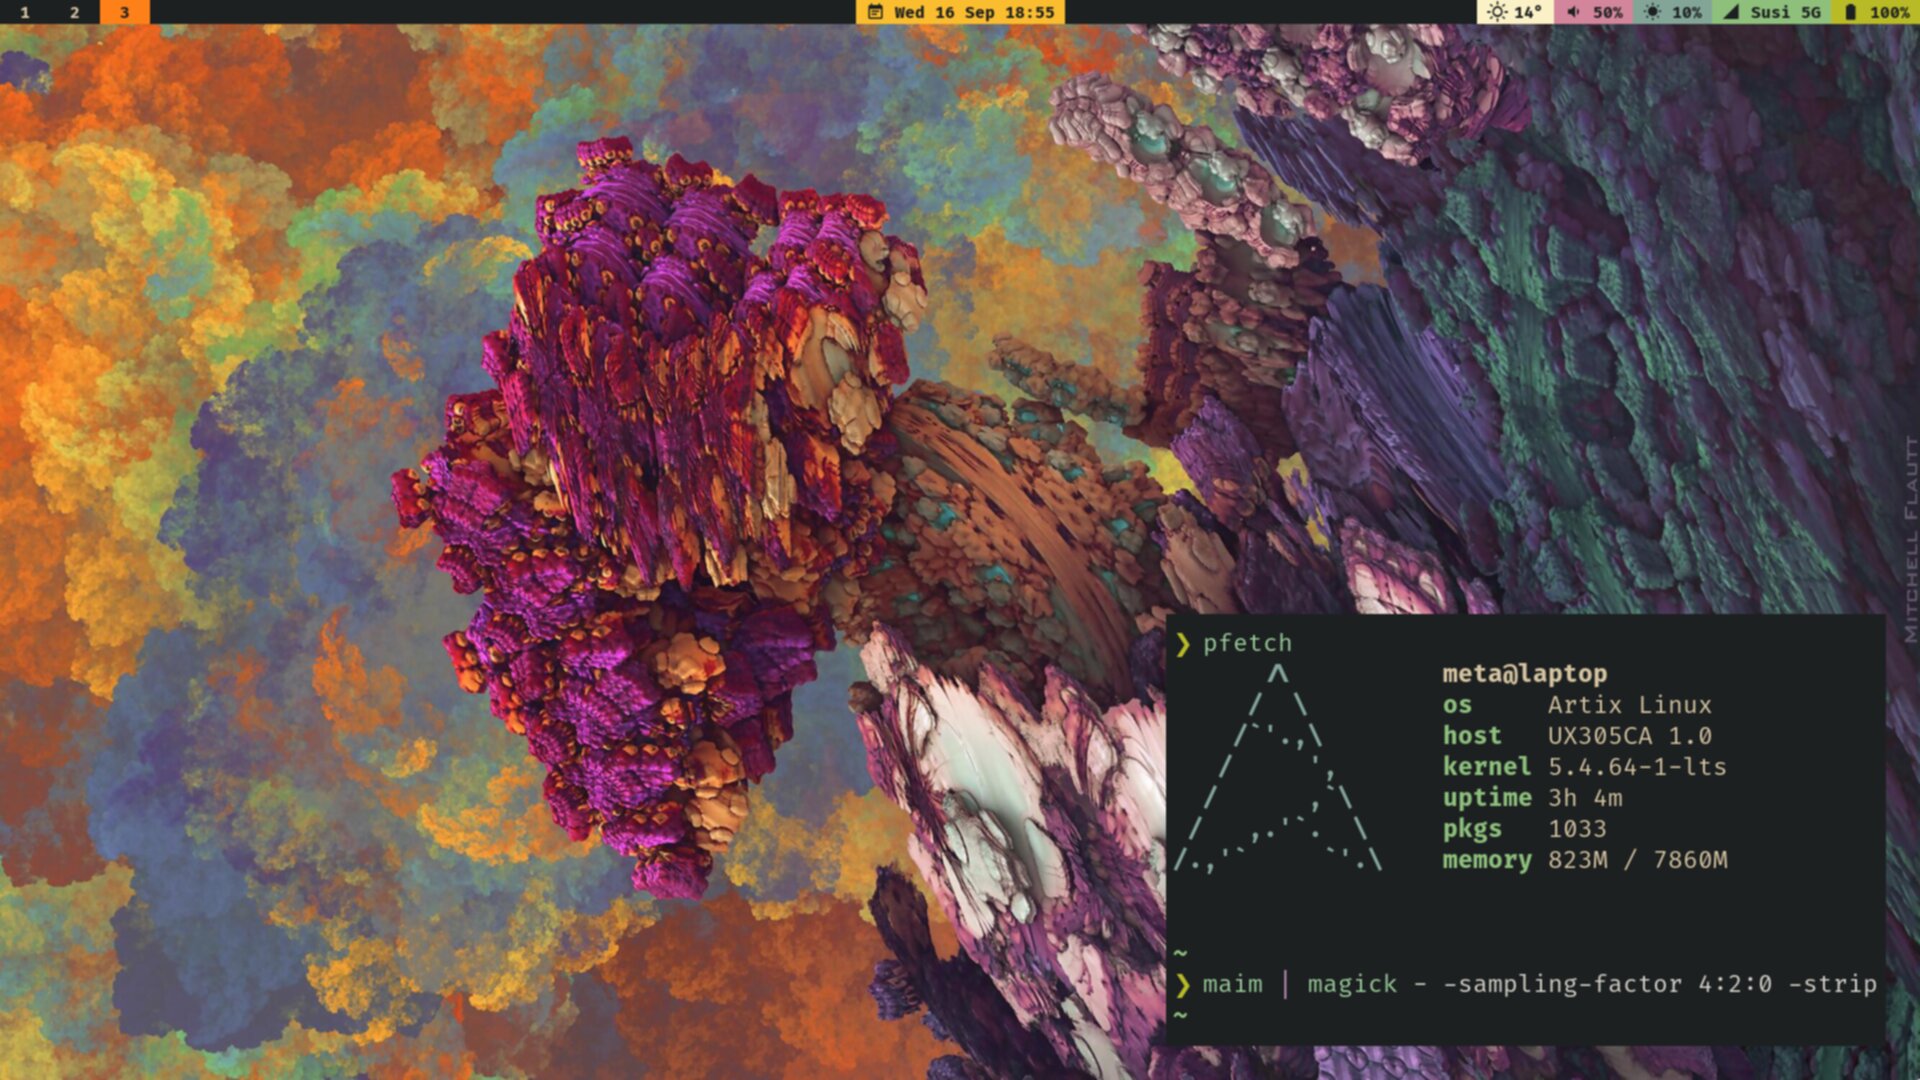 1 2 3 Wed 16 Sep 18:55 14° 50% 10% Susi 5G 100%
MITCHELL FLAUTT
❯ pfetch
meta@laptop
os Artix Linux
host UX305CA 1.0
kernel 5.4.64-1-lts
uptime 3h 4m
pkgs 1033
memory 823M / 7860M
~
❯ maim | magick - -sampling-factor 4:2:0 -strip
~